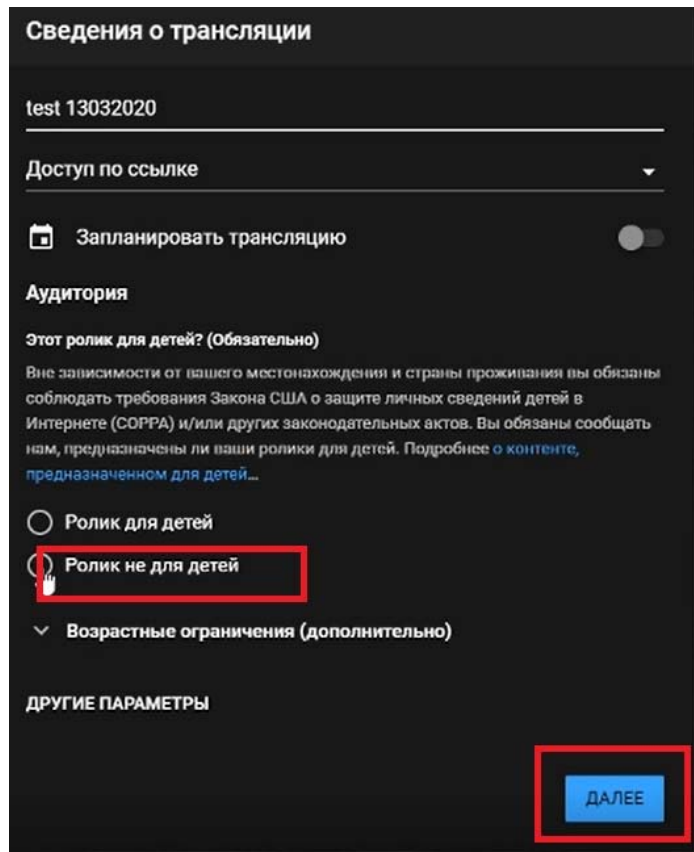 Сведения о трансляции
test 13032020
Доступ по ссылке
Запланировать трансляцию
Аудитория
Этот ролик для детей? (Обязательно)
Вне зависимости от вашего местонахождения и страны проживания вы обязаны
соблюдать требования Закона США о защите личных сведений детей в
Интернете (COPPA) и/или других законодательных актов. Вы обязаны сообщать
нам, предназначены ли ваши ролики для детей. Подробнее о контенте,
предназначенном для детей...
Ролик для детей
Ролик не для детей
Возрастные ограничения (дополнительно)
ДРУГИЕ ПАРАМЕТРЫ
ДАЛЕЕ